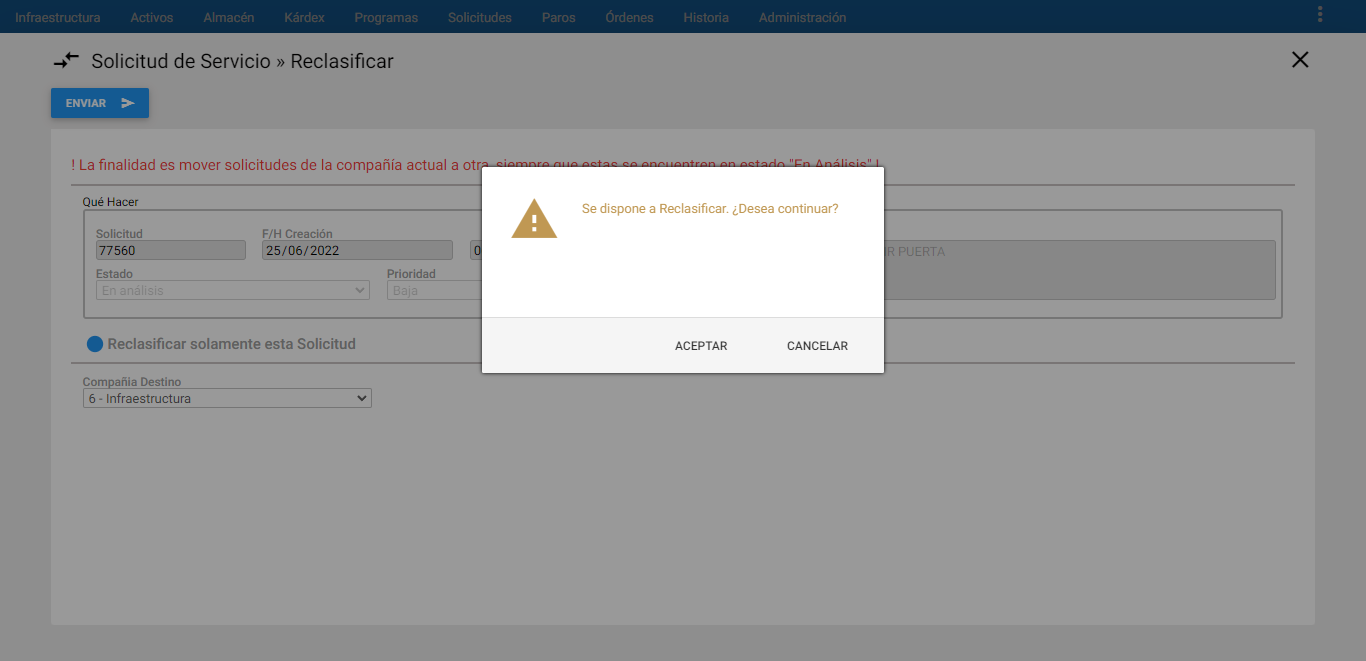 Infraestructura Activos Almacén Kárdex Programas Solicitudes Paros Órdenes Historia Administración
Solicitud de Servicio » Reclasificar
ENVIAR
! La finalidad es mover solicitudes de la compañía actual a otra, siempre que estas se encuentren en estado "En Análisis" !
Qué Hacer
Se dispone a Reclasificar. ¿Desea continuar?
Solicitud F/H Creación
77560 25/06/2022 0 PUERTA
Estado Prioridad
En análisis Baja
Reclasificar solamente esta Solicitud
ACEPTAR CANCELAR
Compañia Destino
6 - Infraestructura